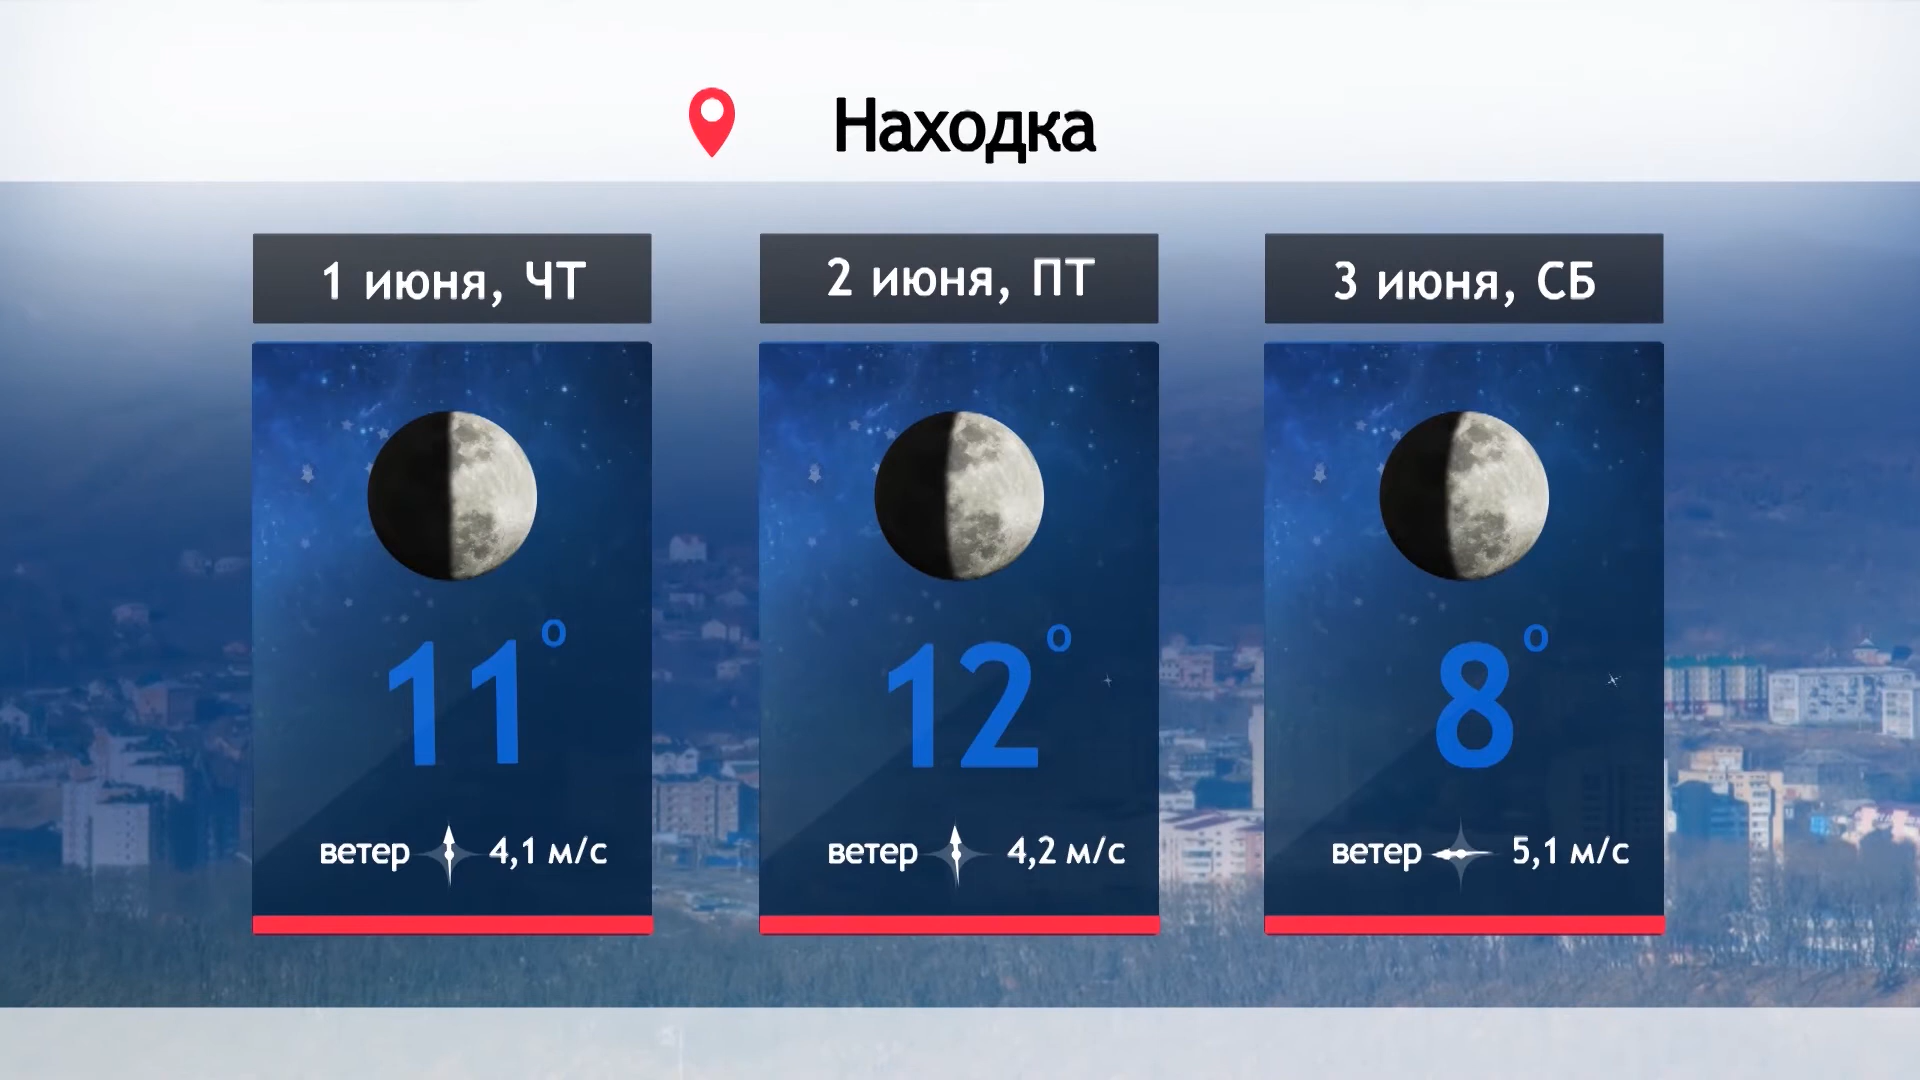 Находка
1 июня, ЧТ
11°
ветер 4,1 м/с
2 июня, ПТ
12°
ветер 4,2 м/с
3 июня, СБ
8°
ветер 5,1 м/с